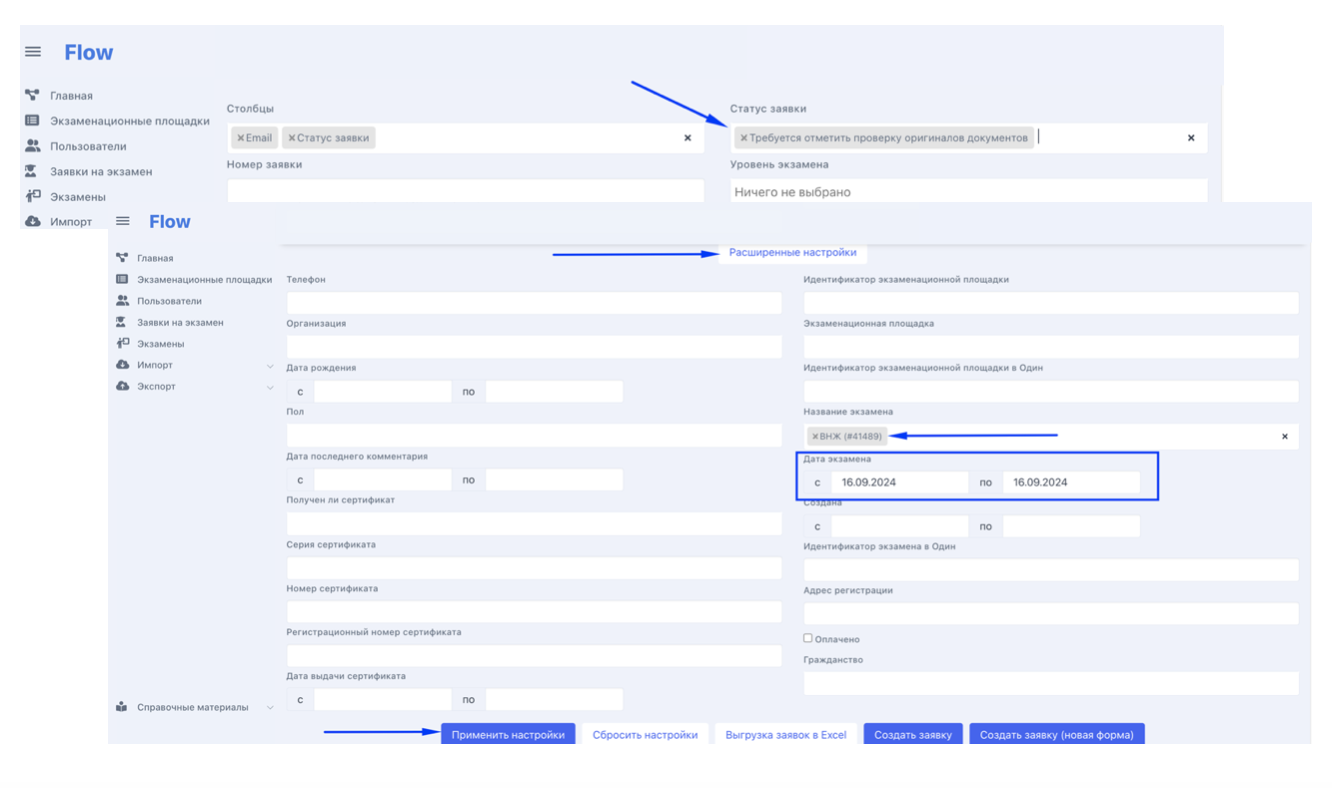 Flow
Главная
Экзаменационные площадки
Пользователи
Заявки на экзамен
Экзамены
Импорт
Столбцы
×Email ×Статус заявки ×
Номер заявки
Статус заявки
×Требуется отметить проверку оригиналов документов ×
Уровень экзамена
Ничего не выбрано
Flow
Главная
Экзаменационные площадки
Пользователи
Заявки на экзамен
Экзамены
Импорт
Экспорт
Справочные материалы
Расширенные настройки
Телефон
Организация
Дата рождения
с по
Пол
Дата последнего комментария
с по
Получен ли сертификат
Серия сертификата
Номер сертификата
Регистрационный номер сертификата
Дата выдачи сертификата
с по
Идентификатор экзаменационной площадки
Экзаменационная площадка
Идентификатор экзаменационной площадки в Один
Название экзамена
×ВНЖ (#41489) ×
Дата экзамена
с 16.09.2024 по 16.09.2024
Создана
с по
Идентификатор экзамена в Один
Адрес регистрации
Оплачено
Гражданство
Применить настройки Сбросить настройки Выгрузка заявок в Excel Создать заявку Создать заявку (новая форма)